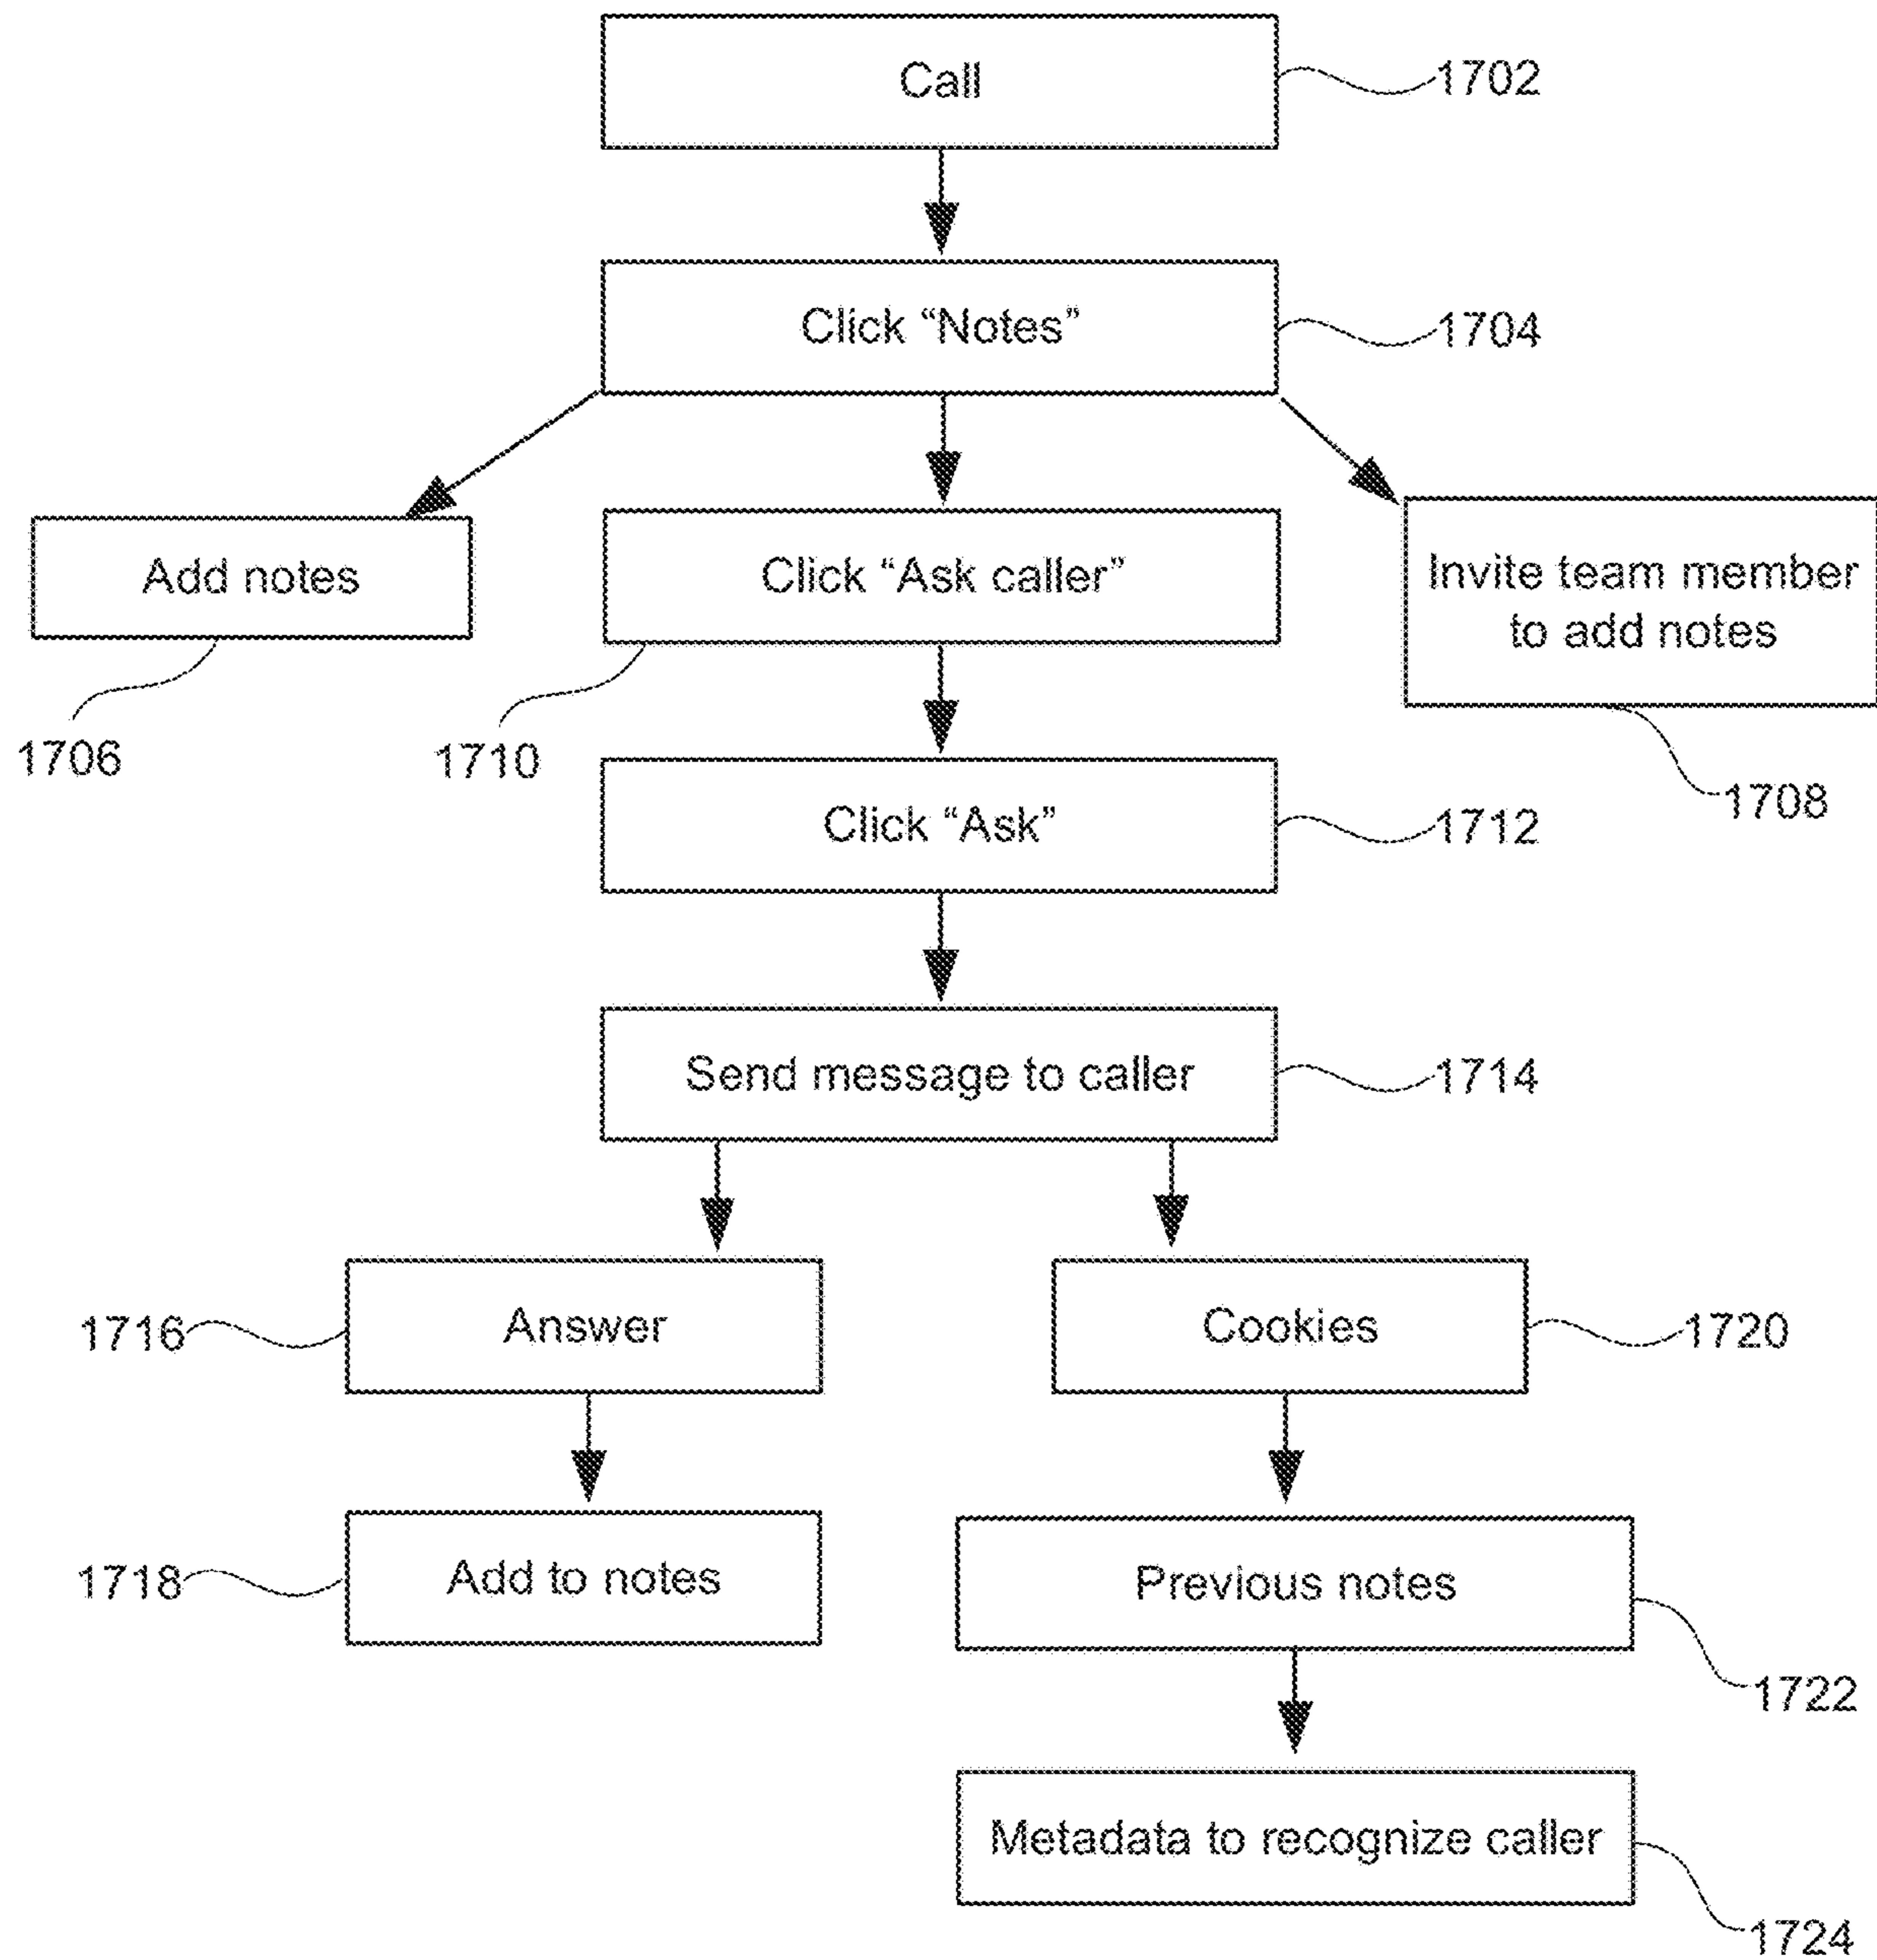 Call
1702
Click “Notes”
1704
Add notes
1706
Click “Ask caller”
1710
Invite team member
to add notes
1708
Click “Ask”
1712
Send message to caller
1714
Answer
1716
Cookies
1720
Add to notes
1718
Previous notes
1722
Metadata to recognize caller
1724